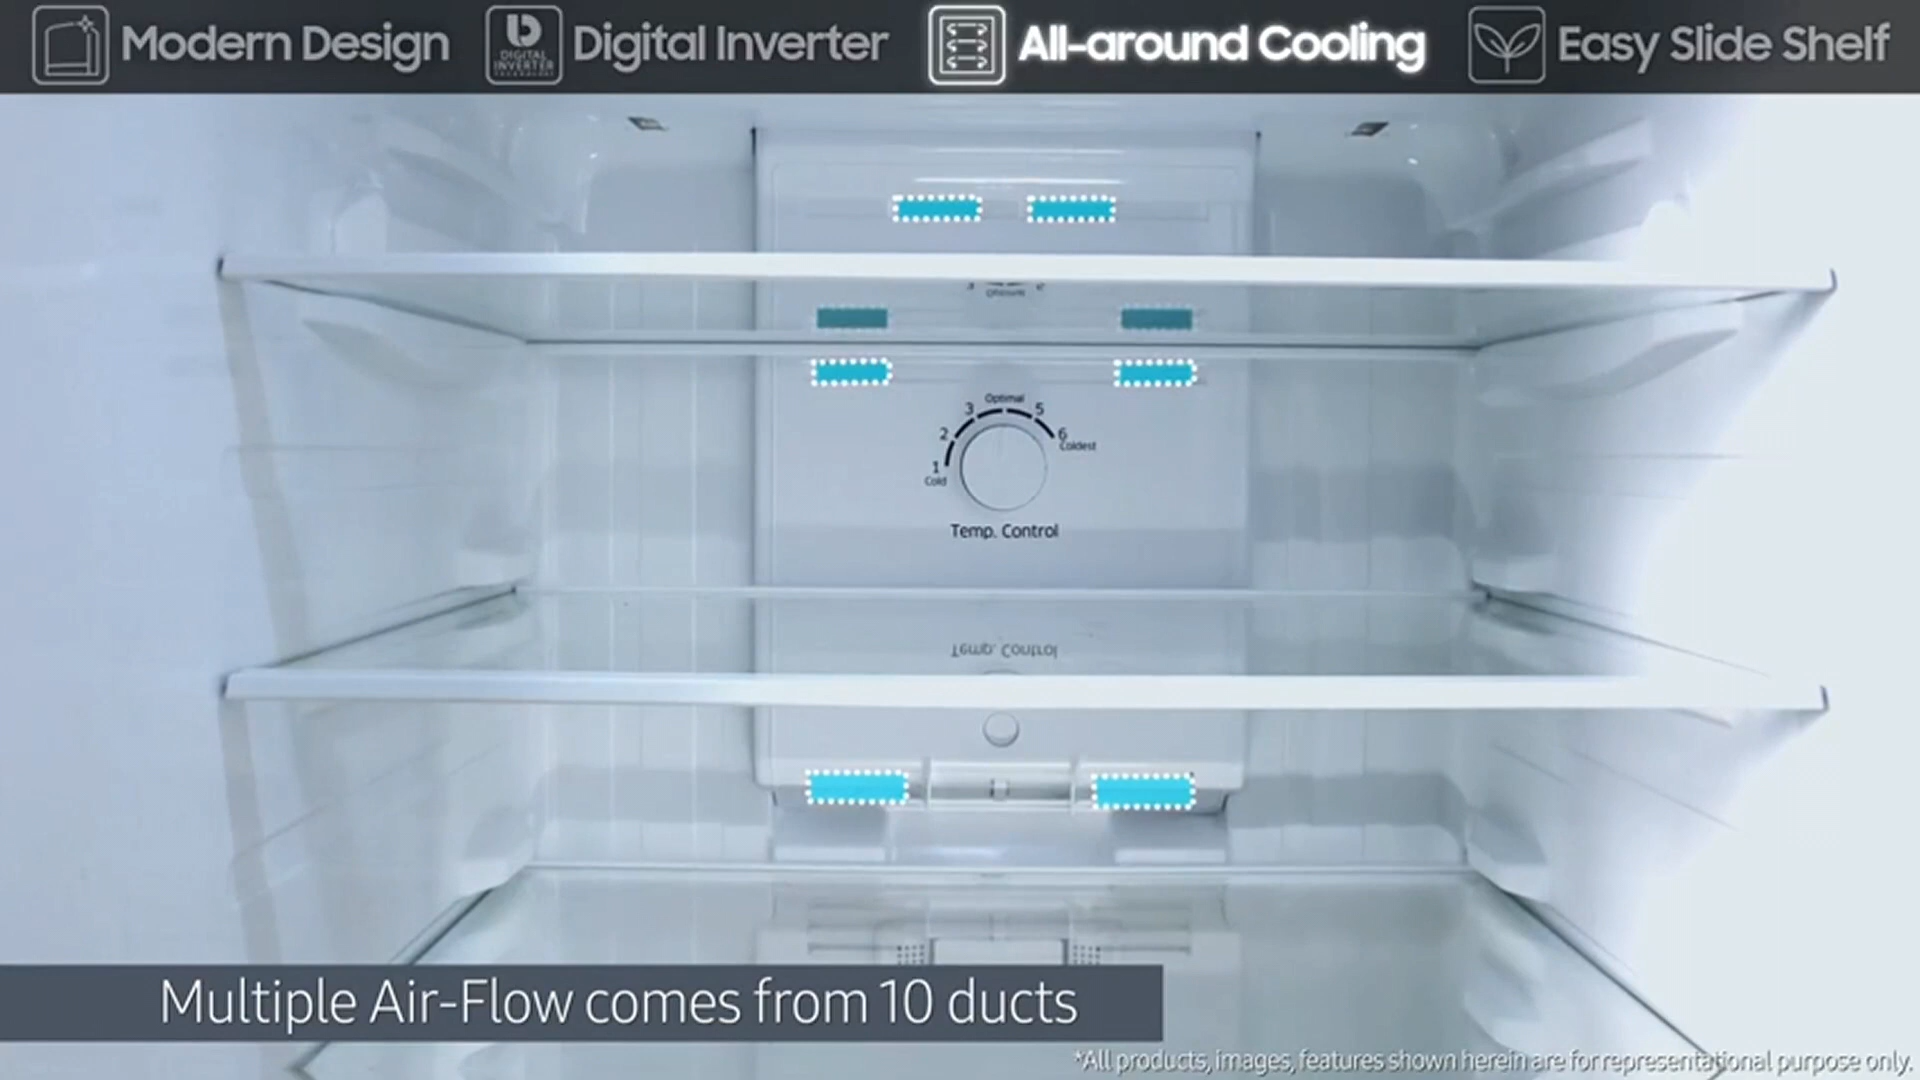 Modern Design
b
DIGITAL
INVERTER
TECHNOLOGY
Digital Inverter
All-around Cooling
Easy Slide Shelf
Optimal
3 5
2 6
Coldest
1
Cold
Temp. Control
Temp. Control
Multiple Air-Flow comes from 10 ducts
*All products, images, features shown herein are for representational purpose only.